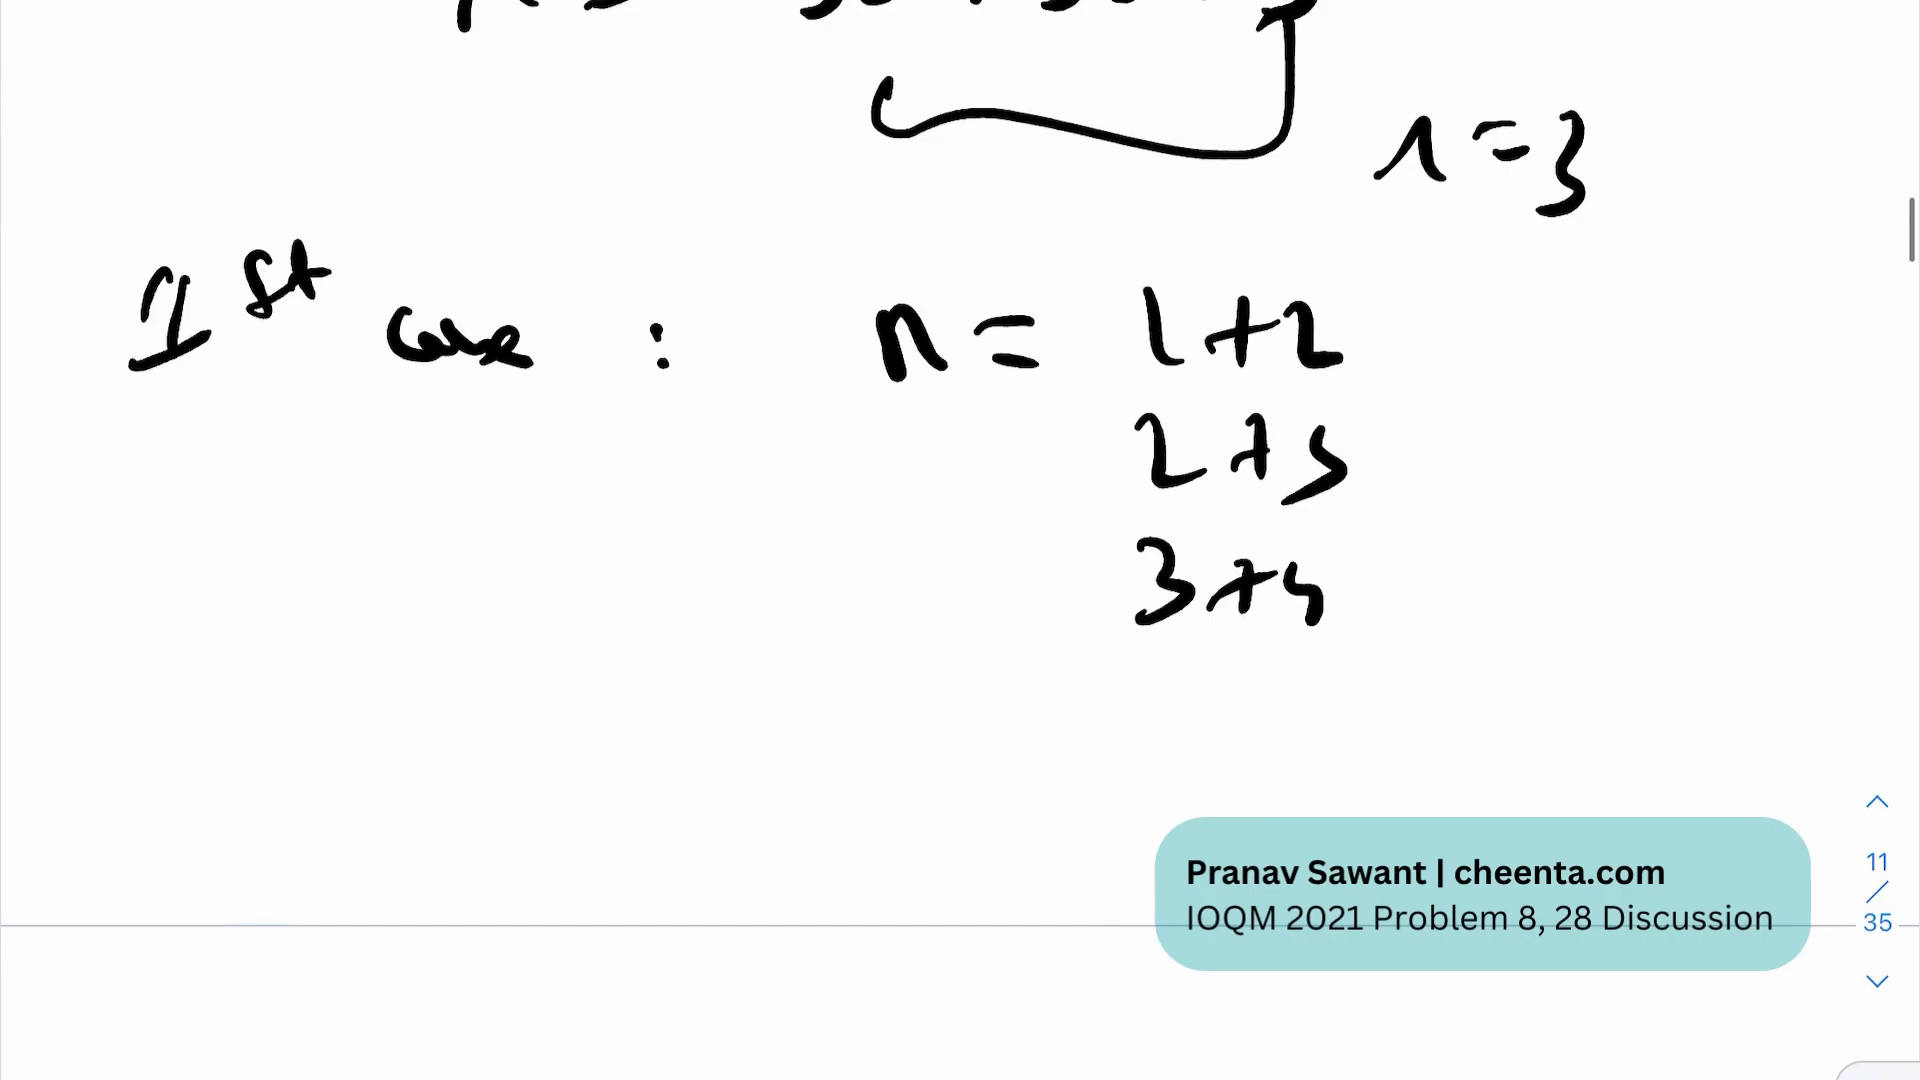 n=3
1st case : n= 1+2
2+3
3+4
Pranav Sawant | cheenta.com
IOQM 2021 Problem 8, 28 Discussion
11
/
35